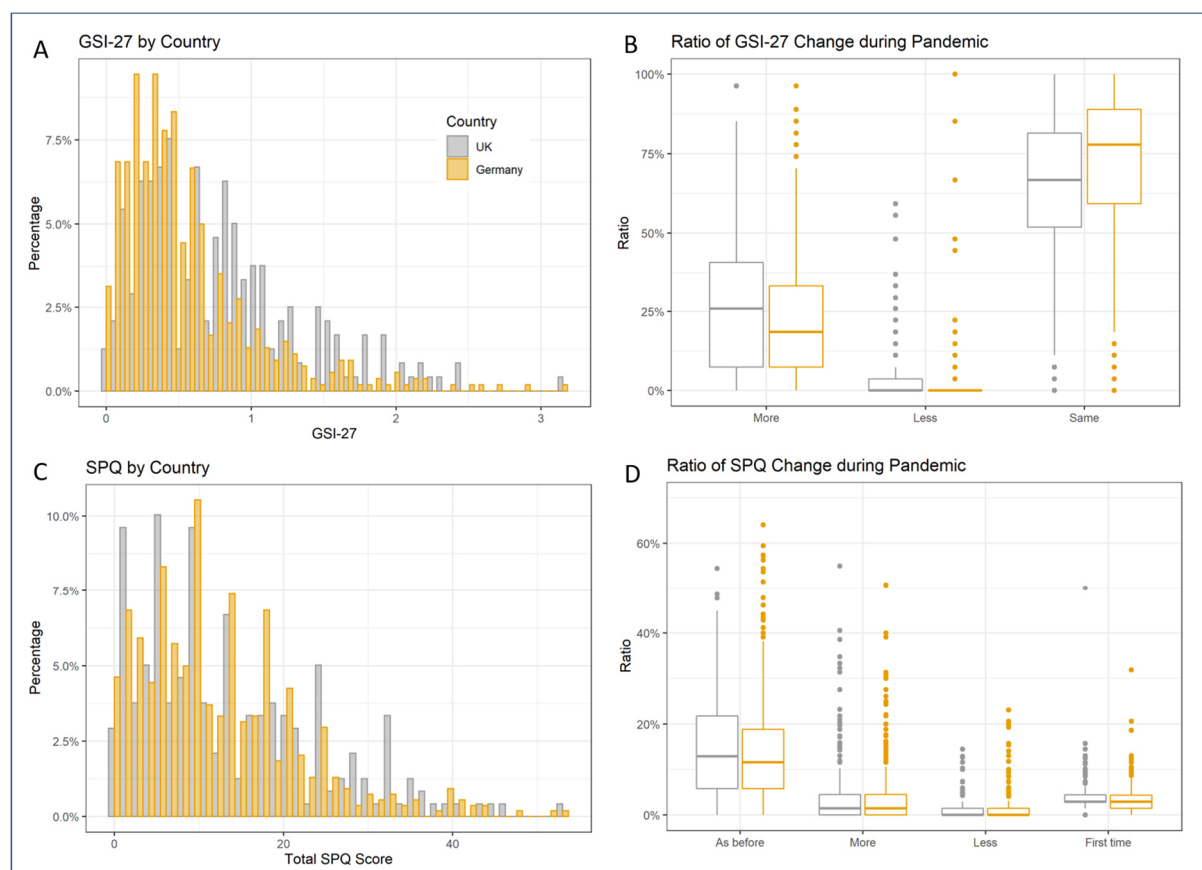 A
GSI-27 by Country
Percentage
7.5%
5.0%
2.5%
0.0%
Country
UK
Germany
0
1
2
3
GSI-27
B
Ratio of GSI-27 Change during Pandemic
Ratio
100%
75%
50%
25%
0%
More
Less
Same
C
SPQ by Country
Percentage
10.0%
7.5%
5.0%
2.5%
0.0%
0
20
40
Total SPQ Score
D
Ratio of SPQ Change during Pandemic
Ratio
60%
40%
20%
0%
As before
More
Less
First time